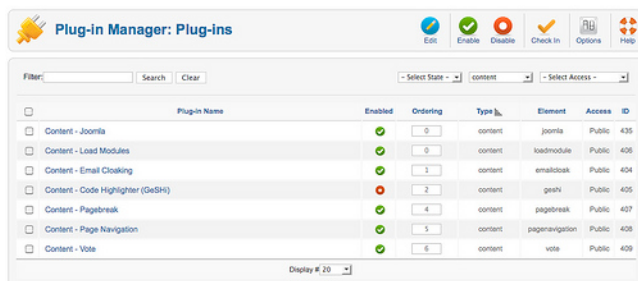 Plug-in Manager: Plug-ins
Edit Enable Disable Check In Options Help
Filter: Search Clear - Select State - content - Select Access -
Plug-in Name Enabled Ordering Type Element Access ID
Content - Joomla 0 content joomla Public 435
Content - Load Modules 0 content loadmodule Public 406
Content - Email Cloaking 1 content emailcloak Public 404
Content - Code Highlighter (GeSHi) 2 content geshi Public 405
Content - Pagebreak 4 content pagebreak Public 407
Content - Page Navigation 5 content pagenavigation Public 408
Content - Vote 6 content vote Public 409
Display # 20